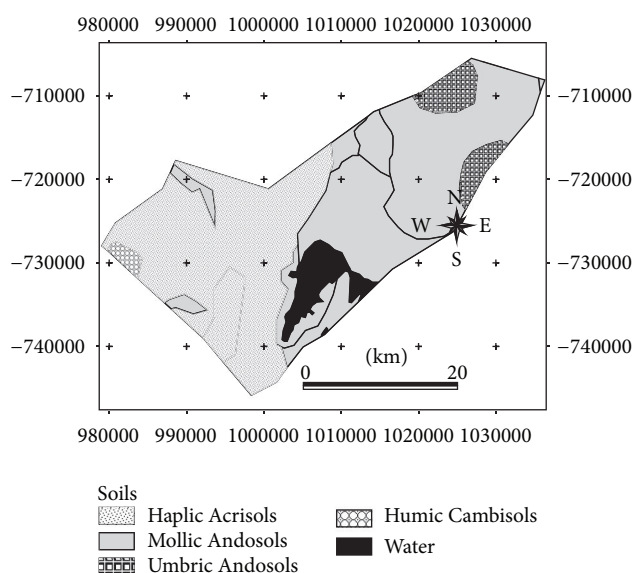 980000 990000 1000000 1010000 1020000 1030000
−710000 −710000
−720000 −720000
N
W E
S
−730000 −730000
−740000 −740000
(km)
0 20
980000 990000 1000000 1010000 1020000 1030000
Soils
Haplic Acrisols
Mollic Andosols
Umbric Andosols
Humic Cambisols
Water